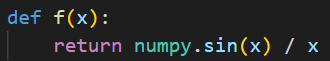 def f(x):
    return numpy.sin(x) / x